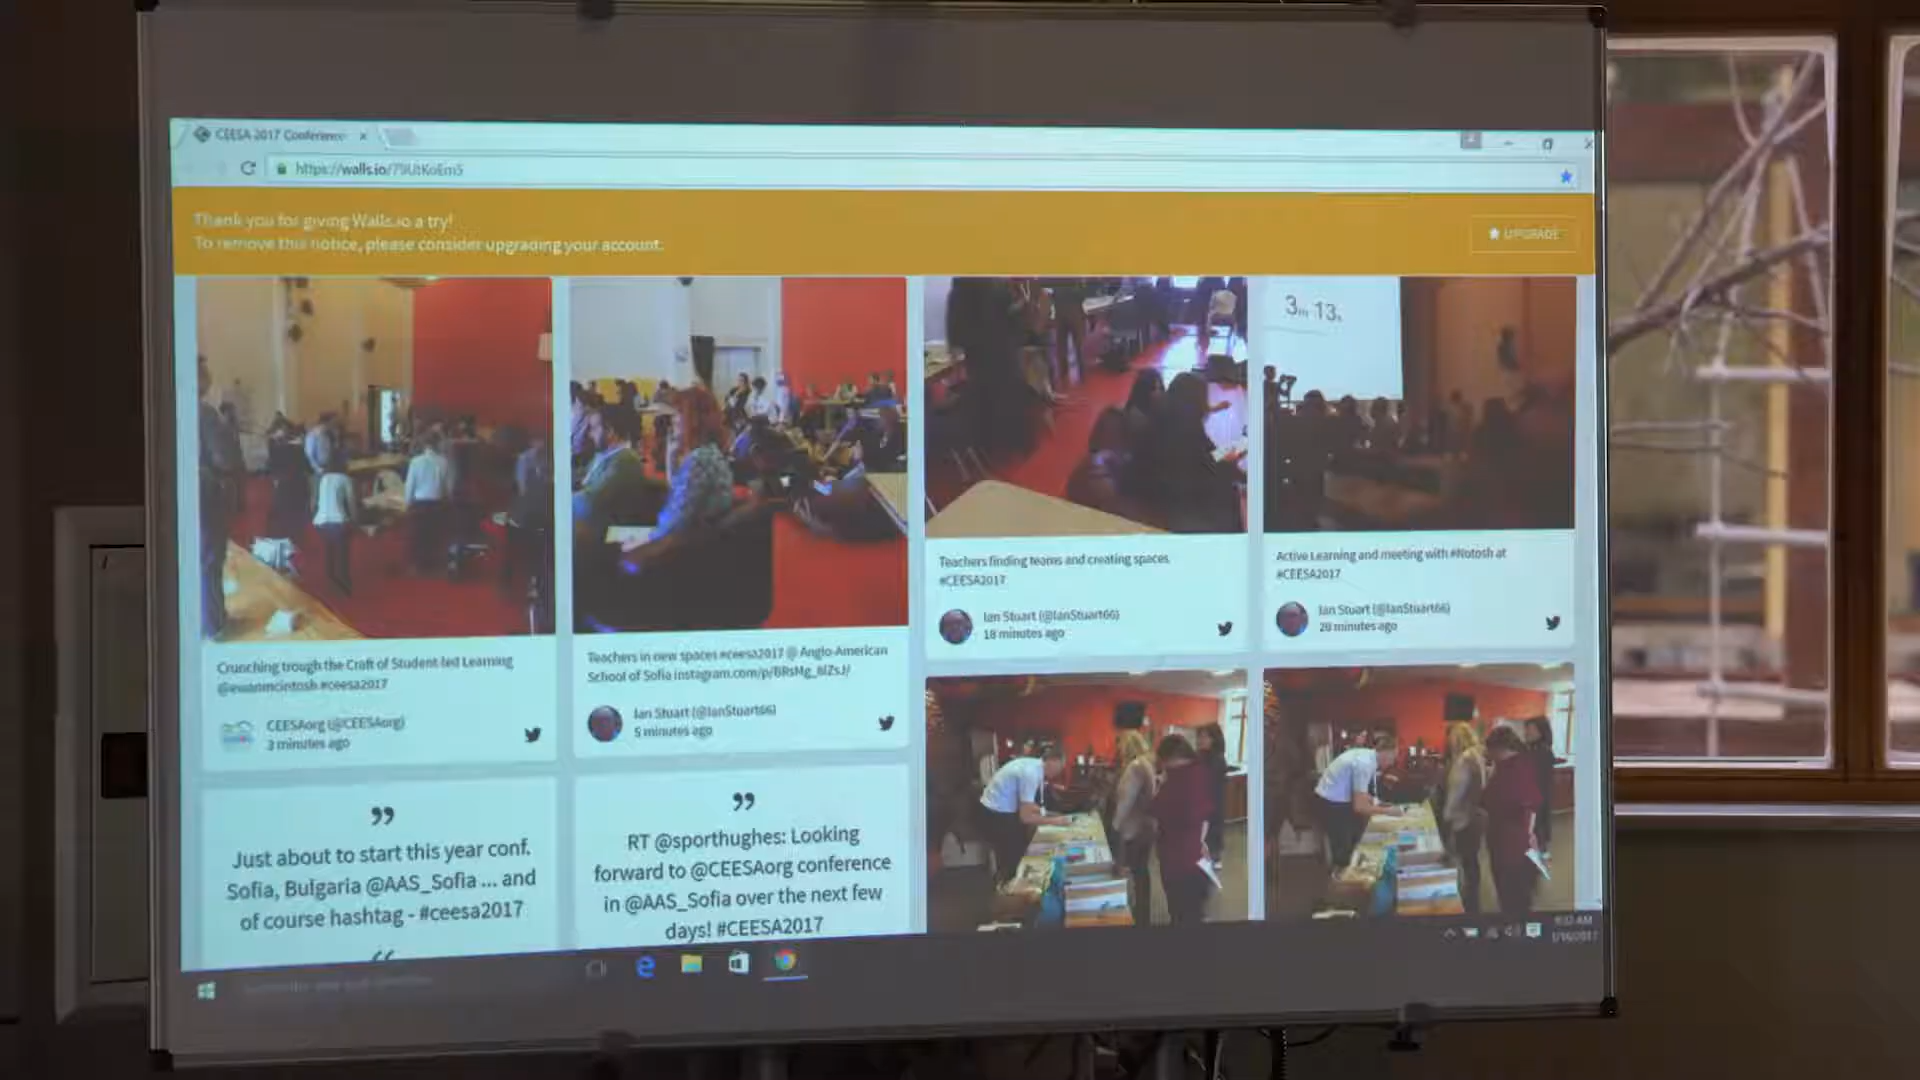 CEESA 2017 Conference
https://walls.io/
Thank you for giving Walls.io a try!
To remove this notice, please consider upgrading your account.
UPGRADE
Crunching trough the Craft of Student-led Learning
@ewanmcintosh #ceesa2017
CEESAorg (@CEESAorg)
3 minutes ago
Teachers in new spaces #ceesa2017 @ Anglo-American
School of Sofia
Ian Stuart (@IanStuart66)
5 minutes ago
Teachers finding teams and creating spaces
#CEESA2017
Ian Stuart (@IanStuart66)
18 minutes ago
3m 13s
Active Learning and meeting with #Notosh at
#CEESA2017
Ian Stuart (@IanStuart66)
20 minutes ago
”
Just about to start this year conf.
Sofia, Bulgaria @AAS_Sofia ... and
of course hashtag - #ceesa2017
“
”
RT @sporthughes: Looking
forward to @CEESAorg conference
in @AAS_Sofia over the next few
days! #CEESA2017